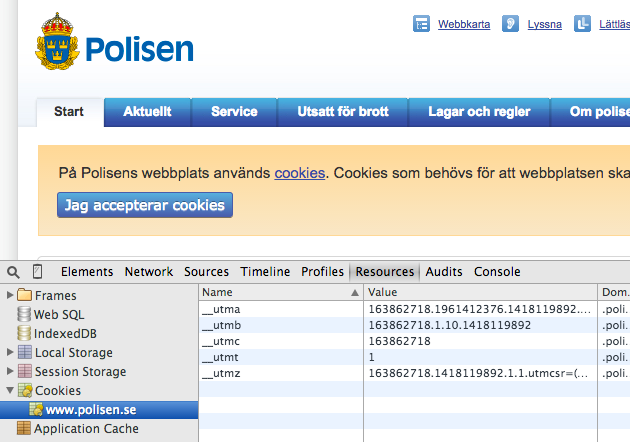 Webbkarta Lyssna Lättläs
Polisen
Start Aktuellt Service Utsatt för brott Lagar och regler Om polise
På Polisens webbplats används cookies. Cookies som behövs för att webbplatsen ska
Jag accepterar cookies
Elements Network Sources Timeline Profiles Resources Audits Console
Frames
Web SQL
IndexedDB
Local Storage
Session Storage
Cookies
www.polisen.se
Application Cache
Name Value Dom.
__utma 163862718.1961412376.1418119892.... .poli.
__utmb 163862718.1.10.1418119892 .poli.
__utmc 163862718 .poli.
__utmt 1 .poli.
__utmz 163862718.1418119892.1.1.utmcsr=(... .poli.